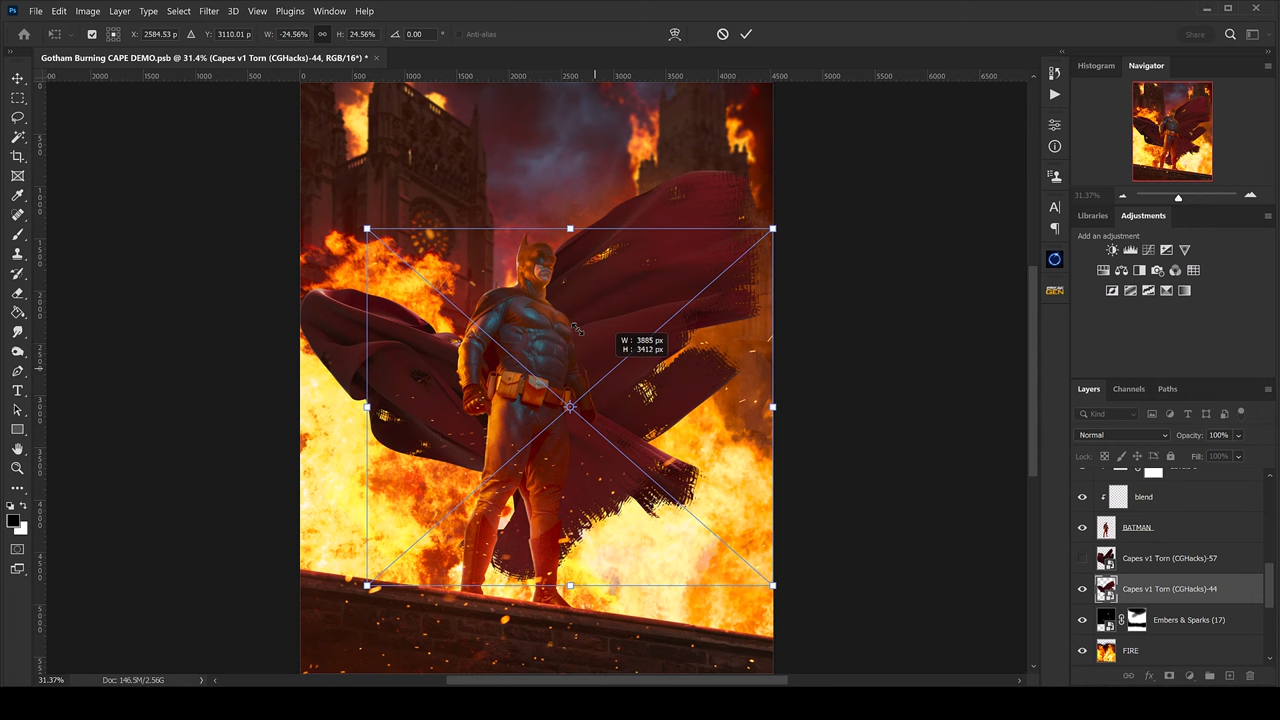 Ps File Edit Image Layer Type Select Filter 3D View Plugins Window Help
X: 2584.53 p Y: 3110.01 p W: -24.56% H: 24.56% 0.00 Anti-alias Share
Gotham Burning CAPE DEMO.psb @ 31.4% (Capes v1 Torn (CGHacks)-44, RGB/16*) *
2000 1500 1000 500 0 500 1000 1500 2000 2500 3000 3500 4000 4500 5000 5500 6000 6500
Histogram Navigator
31.37%
Libraries Adjustments
Add an adjustment
GEN
W: 3885 px
H: 3412 px
Layers Channels Paths
Kind
Normal Opacity: 100%
Lock: Fill: 100%
blend
BATMAN
Capes v1 Torn (CGHacks)-57
Capes v1 Torn (CGHacks)-44
Embers & Sparks (17)
FIRE
31.37% Doc: 146.5M/2.56G